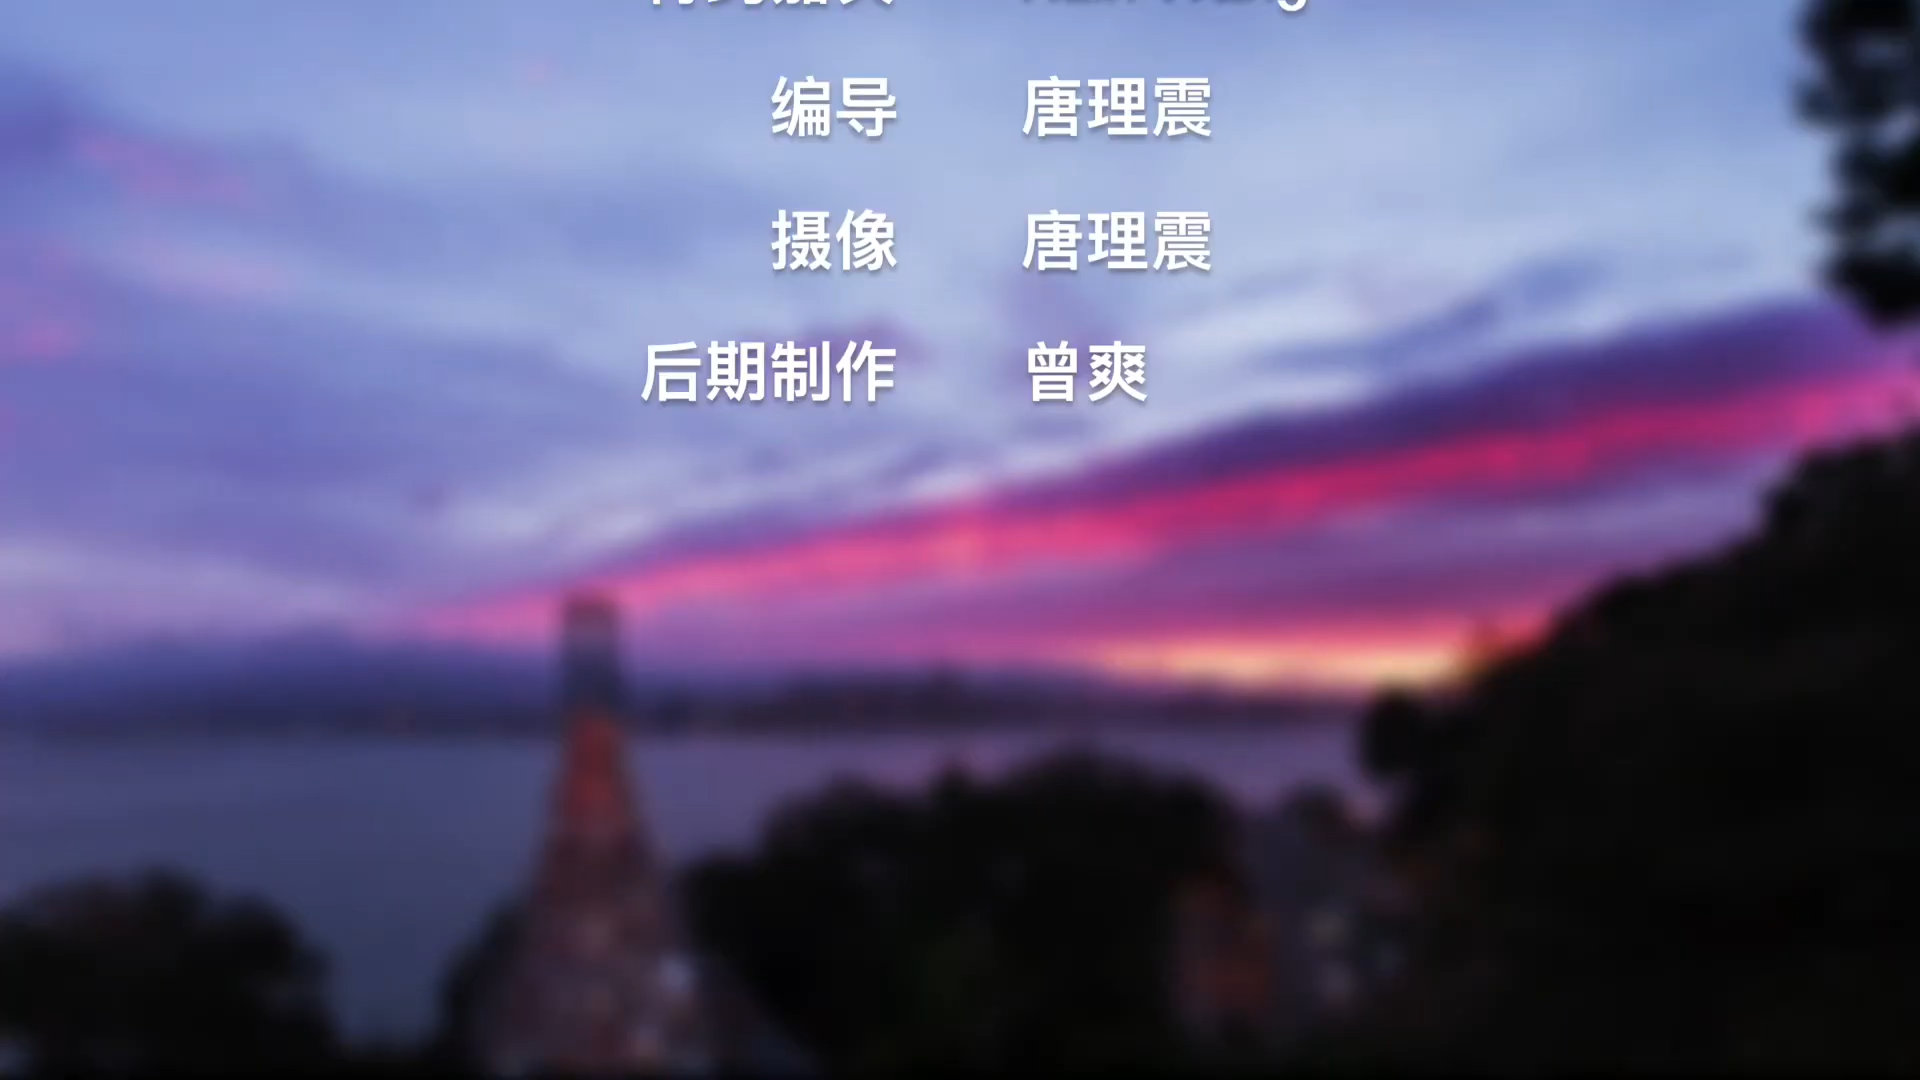 编导 唐理震
摄像 唐理震
后期制作 曾爽